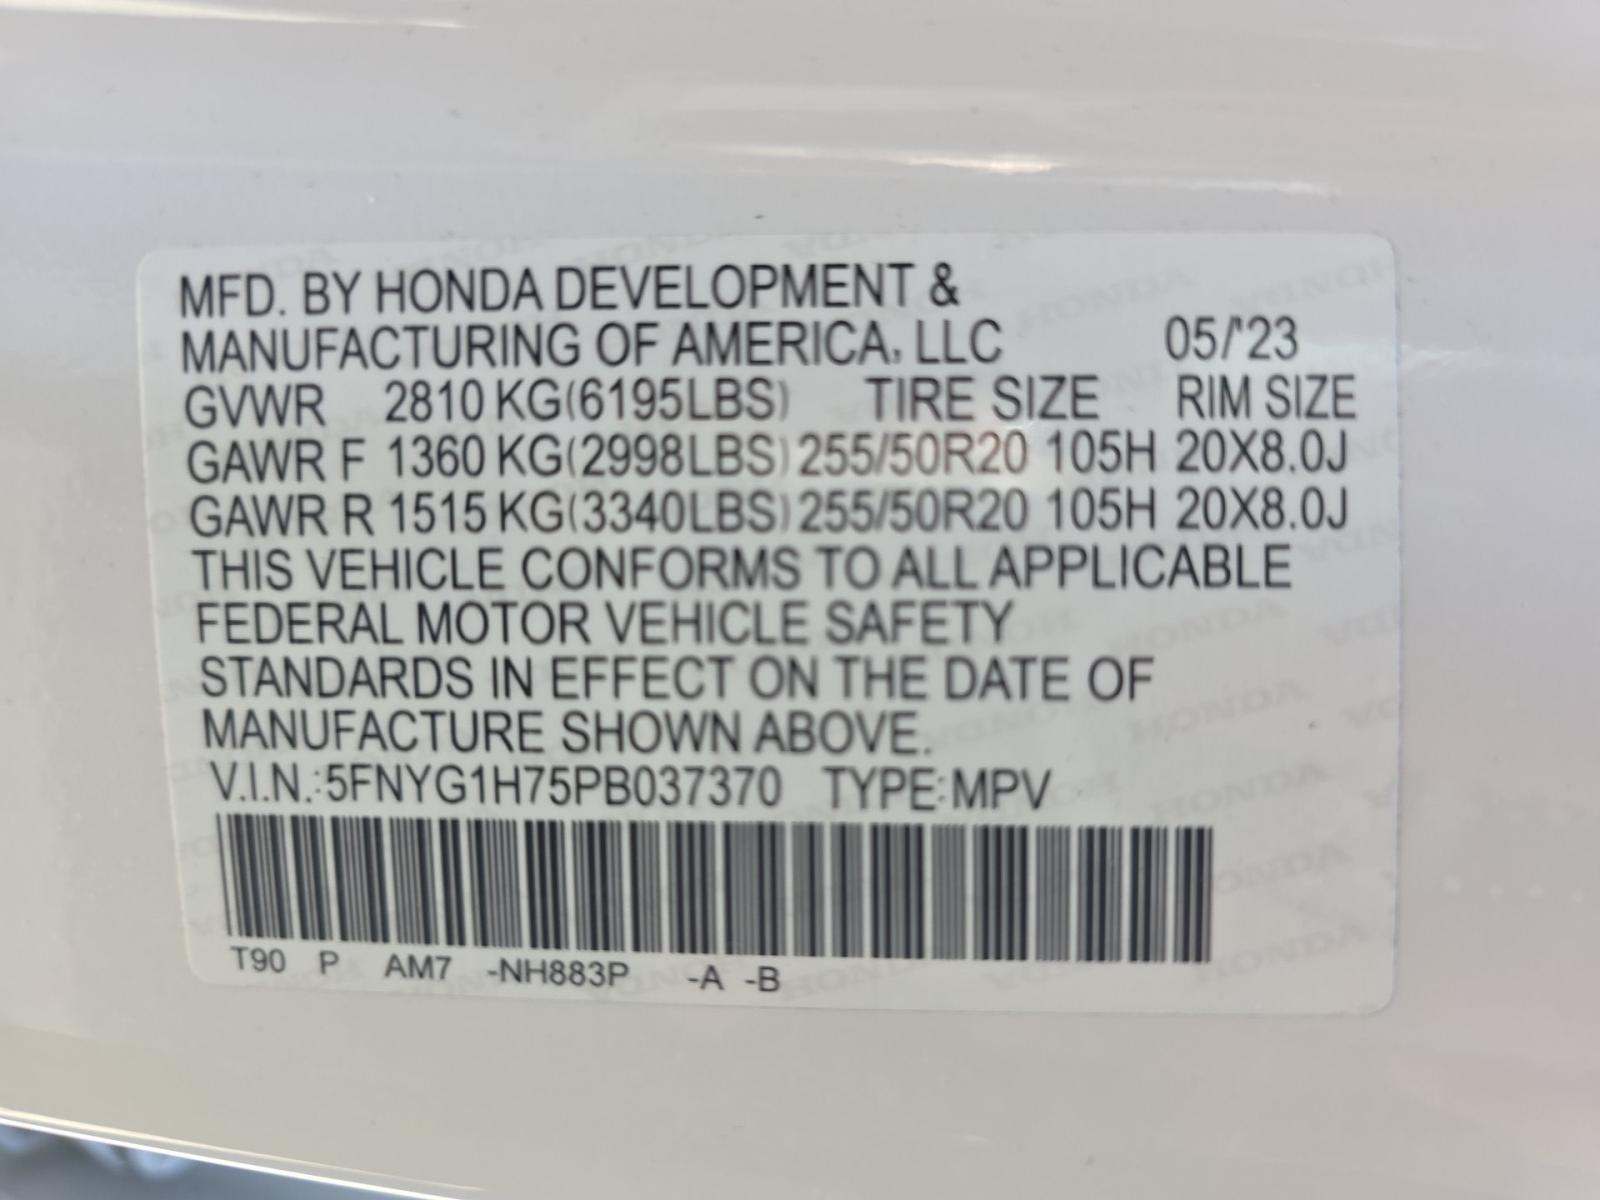 MFD. BY HONDA DEVELOPMENT &
MANUFACTURING OF AMERICA, LLC 05/'23
GVWR 2810 KG(6195LBS) TIRE SIZE RIM SIZE
GAWR F 1360 KG(2998LBS) 255/50R20 105H 20X8.0J
GAWR R 1515 KG(3340LBS) 255/50R20 105H 20X8.0J
THIS VEHICLE CONFORMS TO ALL APPLICABLE
FEDERAL MOTOR VEHICLE SAFETY
STANDARDS IN EFFECT ON THE DATE OF
MANUFACTURE SHOWN ABOVE.
V.I.N.:5FNYG1H75PB037370 TYPE:MPV
T90 P AM7 -NH883P -A -B